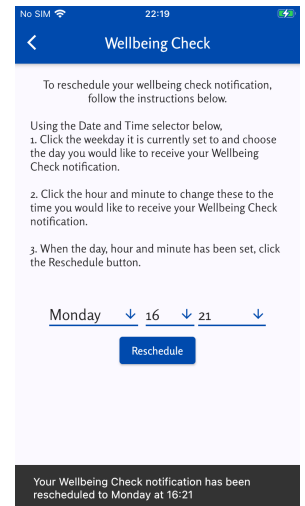 No SIM 22:19
Wellbeing Check
To reschedule your wellbeing check notification,
follow the instructions below.
Using the Date and Time selector below,
1. Click the weekday it is currently set to and choose
the day you would like to receive your Wellbeing
Check notification.
2. Click the hour and minute to change these to the
time you would like to receive your Wellbeing Check
notification.
3. When the day, hour and minute has been set, click
the Reschedule button.
Monday 16 21
Reschedule
Your Wellbeing Check notification has been
rescheduled to Monday at 16:21